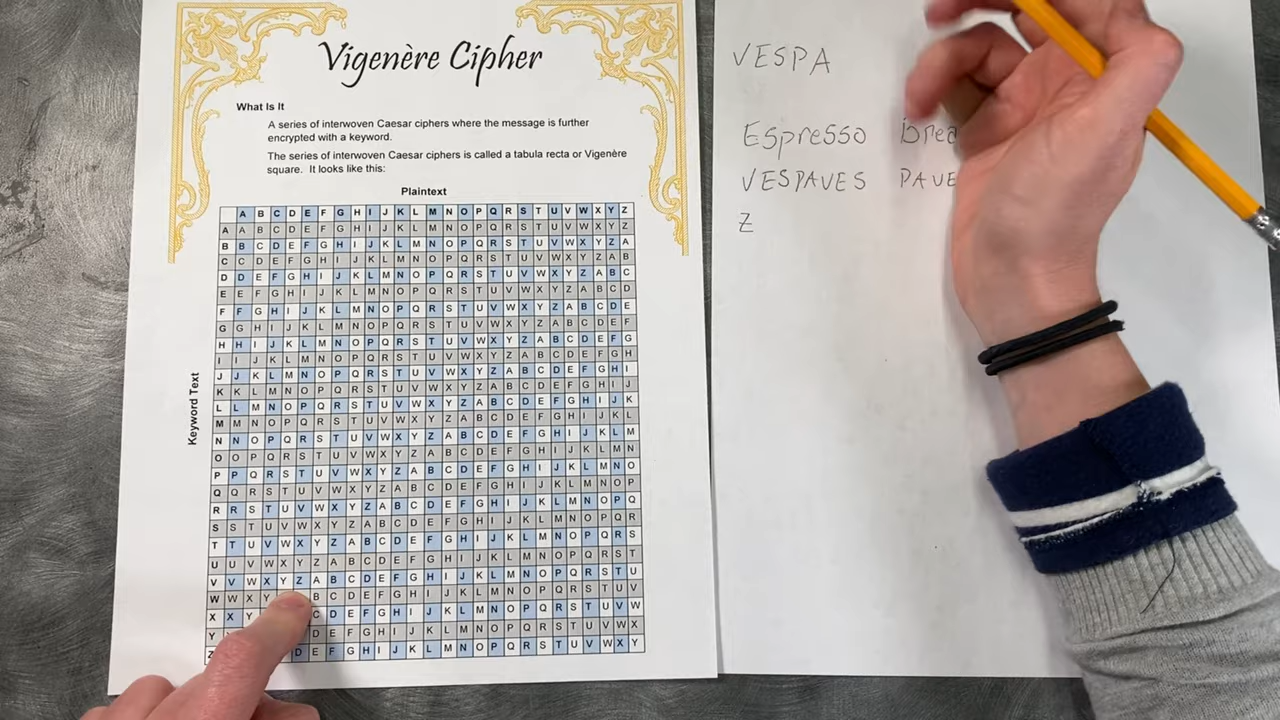 Vigenère Cipher
What Is It
A series of interwoven Caesar ciphers where the message is further
encrypted with a keyword.
The series of interwoven Caesar ciphers is called a tabula recta or Vigenère
square. It looks like this:
Plaintext
Keyword Text
A B C D E F G H I J K L M N O P Q R S T U V W X Y Z
A A B C D E F G H I J K L M N O P Q R S T U V W X Y Z
B B C D E F G H I J K L M N O P Q R S T U V W X Y Z A
C C D E F G H I J K L M N O P Q R S T U V W X Y Z A B
D D E F G H I J K L M N O P Q R S T U V W X Y Z A B C
E E F G H I J K L M N O P Q R S T U V W X Y Z A B C D
F F G H I J K L M N O P Q R S T U V W X Y Z A B C D E
G G H I J K L M N O P Q R S T U V W X Y Z A B C D E F
H H I J K L M N O P Q R S T U V W X Y Z A B C D E F G
I I J K L M N O P Q R S T U V W X Y Z A B C D E F G H
J J K L M N O P Q R S T U V W X Y Z A B C D E F G H I
K K L M N O P Q R S T U V W X Y Z A B C D E F G H I J
L L M N O P Q R S T U V W X Y Z A B C D E F G H I J K
M M N O P Q R S T U V W X Y Z A B C D E F G H I J K L
N N O P Q R S T U V W X Y Z A B C D E F G H I J K L M
O O P Q R S T U V W X Y Z A B C D E F G H I J K L M N
P P Q R S T U V W X Y Z A B C D E F G H I J K L M N O
Q Q R S T U V W X Y Z A B C D E F G H I J K L M N O P
R R S T U V W X Y Z A B C D E F G H I J K L M N O P Q
S S T U V W X Y Z A B C D E F G H I J K L M N O P Q R
T T U V W X Y Z A B C D E F G H I J K L M N O P Q R S
U U V W X Y Z A B C D E F G H I J K L M N O P Q R S T
V V W X Y Z A B C D E F G H I J K L M N O P Q R S T U
W W X Y B C D E F G H I J K L M N O P Q R S T U V
X X Y C D E F G H I J K L M N O P Q R S T U V W
Y D E F G H I J K L M N O P Q R S T U V W X
Z D E F G H I J K L M N O P Q R S T U V W X Y
VESPA
Espresso brea
VESPAVES PAVE
Z